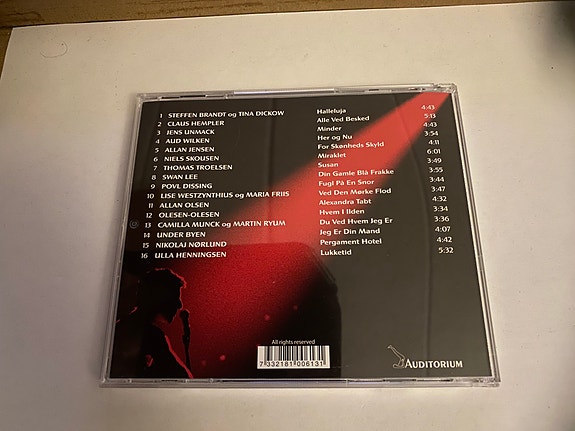 1 STEFFEN BRANDT og TINA DICKOW Halleluja 4:43
2 CLAUS HEMPLER Alle Ved Besked 5:13
3 JENS UNMACK Minder 4:43
4 AUD WILKEN Her og Nu 3:54
5 ALLAN JENSEN For Skønheds Skyld 4:11
6 NIELS SKOUSEN Miraklet 6:01
7 THOMAS TROELSEN Susan 3:49
8 SWAN LEE Din Gamle Blå Frakke 3:55
9 POVL DISSING Fugl På En Snor 3:44
10 LISE WESTZYNTHIUS og MARIA FRIIS Ved Den Mørke Flod 3:47
11 ALLAN OLSEN Alexandra Tabt 4:32
12 OLESEN-OLESEN Hvem I Ilden 3:34
13 CAMILLA MUNCK og MARTIN RYUM Du Ved Hvem Jeg Er 3:36
14 UNDER BYEN Jeg Er Din Mand 4:07
15 NIKOLAJ NØRLUND Pergament Hotel 4:42
16 ULLA HENNINGSEN Lukketid 5:32
All rights reserved
7 332181 006131
AUDITORIUM